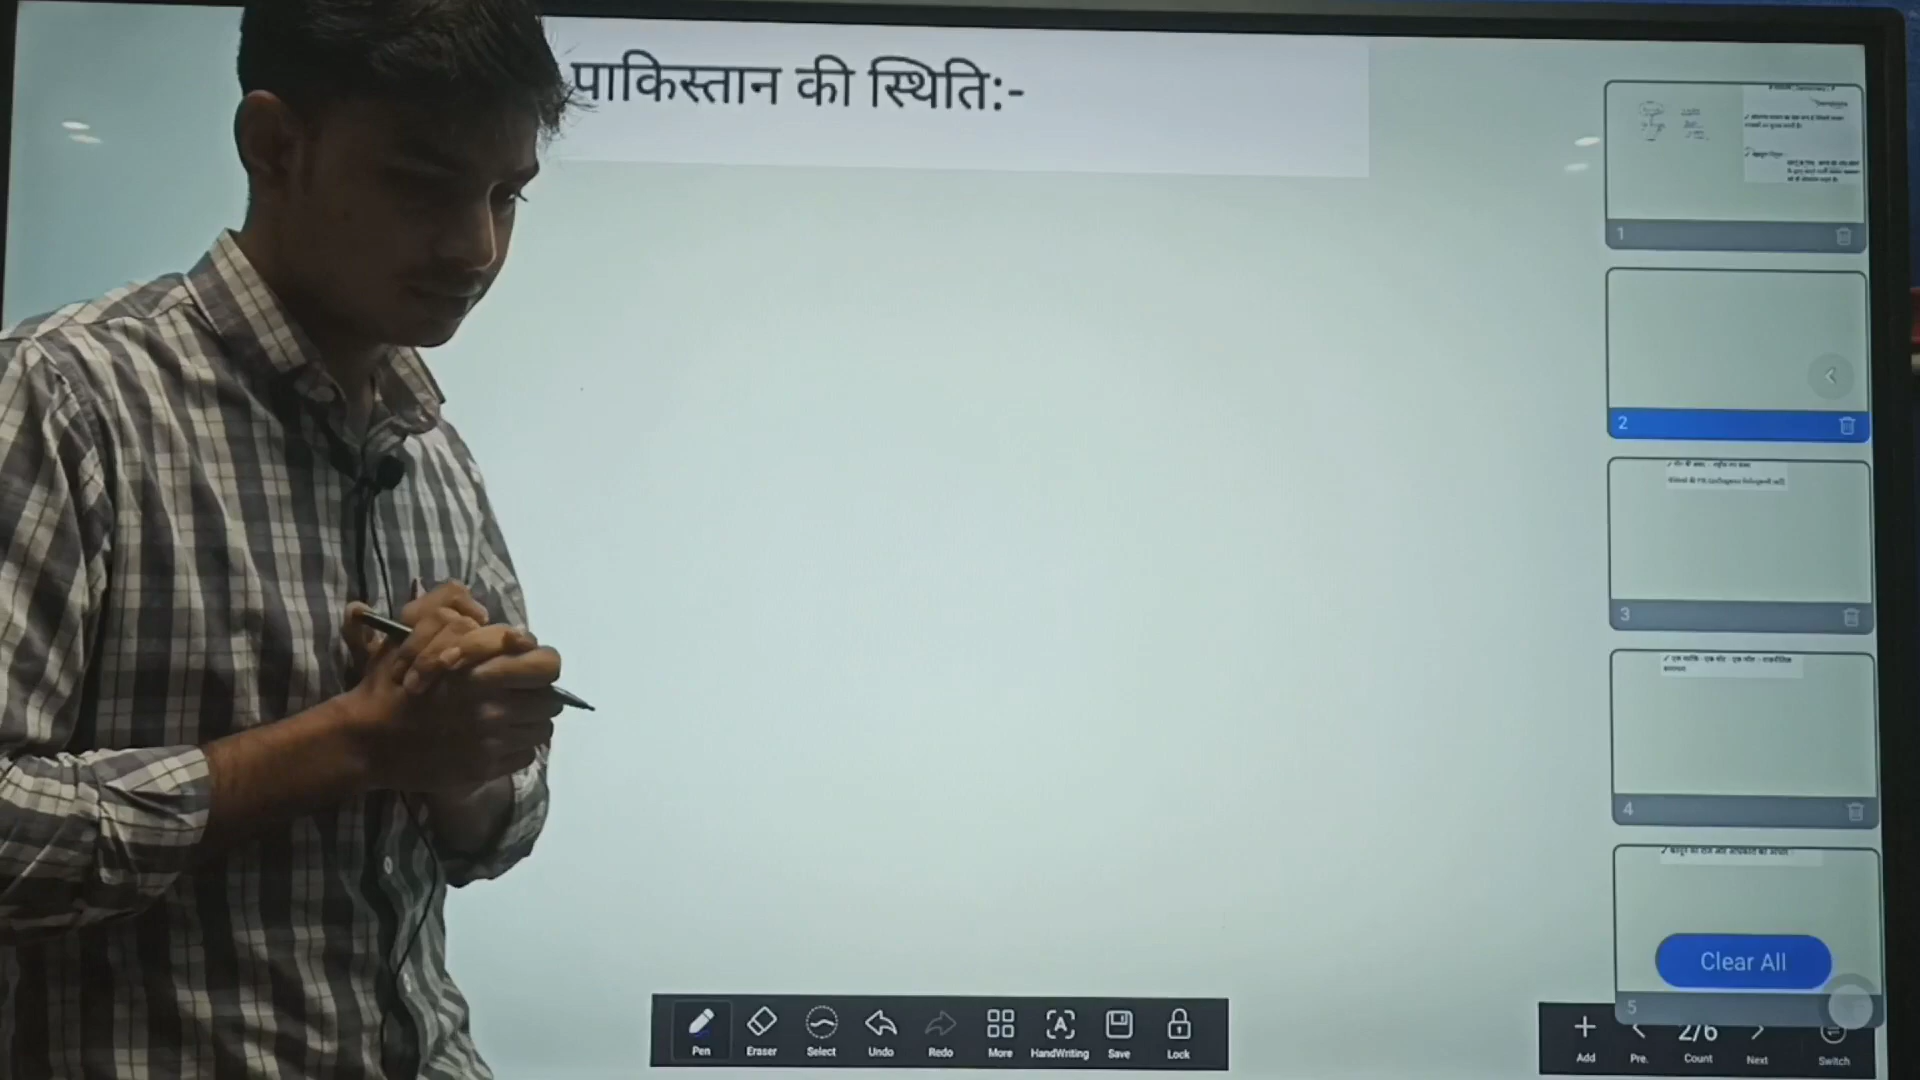 पाकिस्तान की स्थिति:-
1
2
3
4
5
Clear All
Pen
Eraser
Select
Undo
Redo
More
HandWriting
Save
Lock
Add
Pre.
2/6
Count
Next
Switch